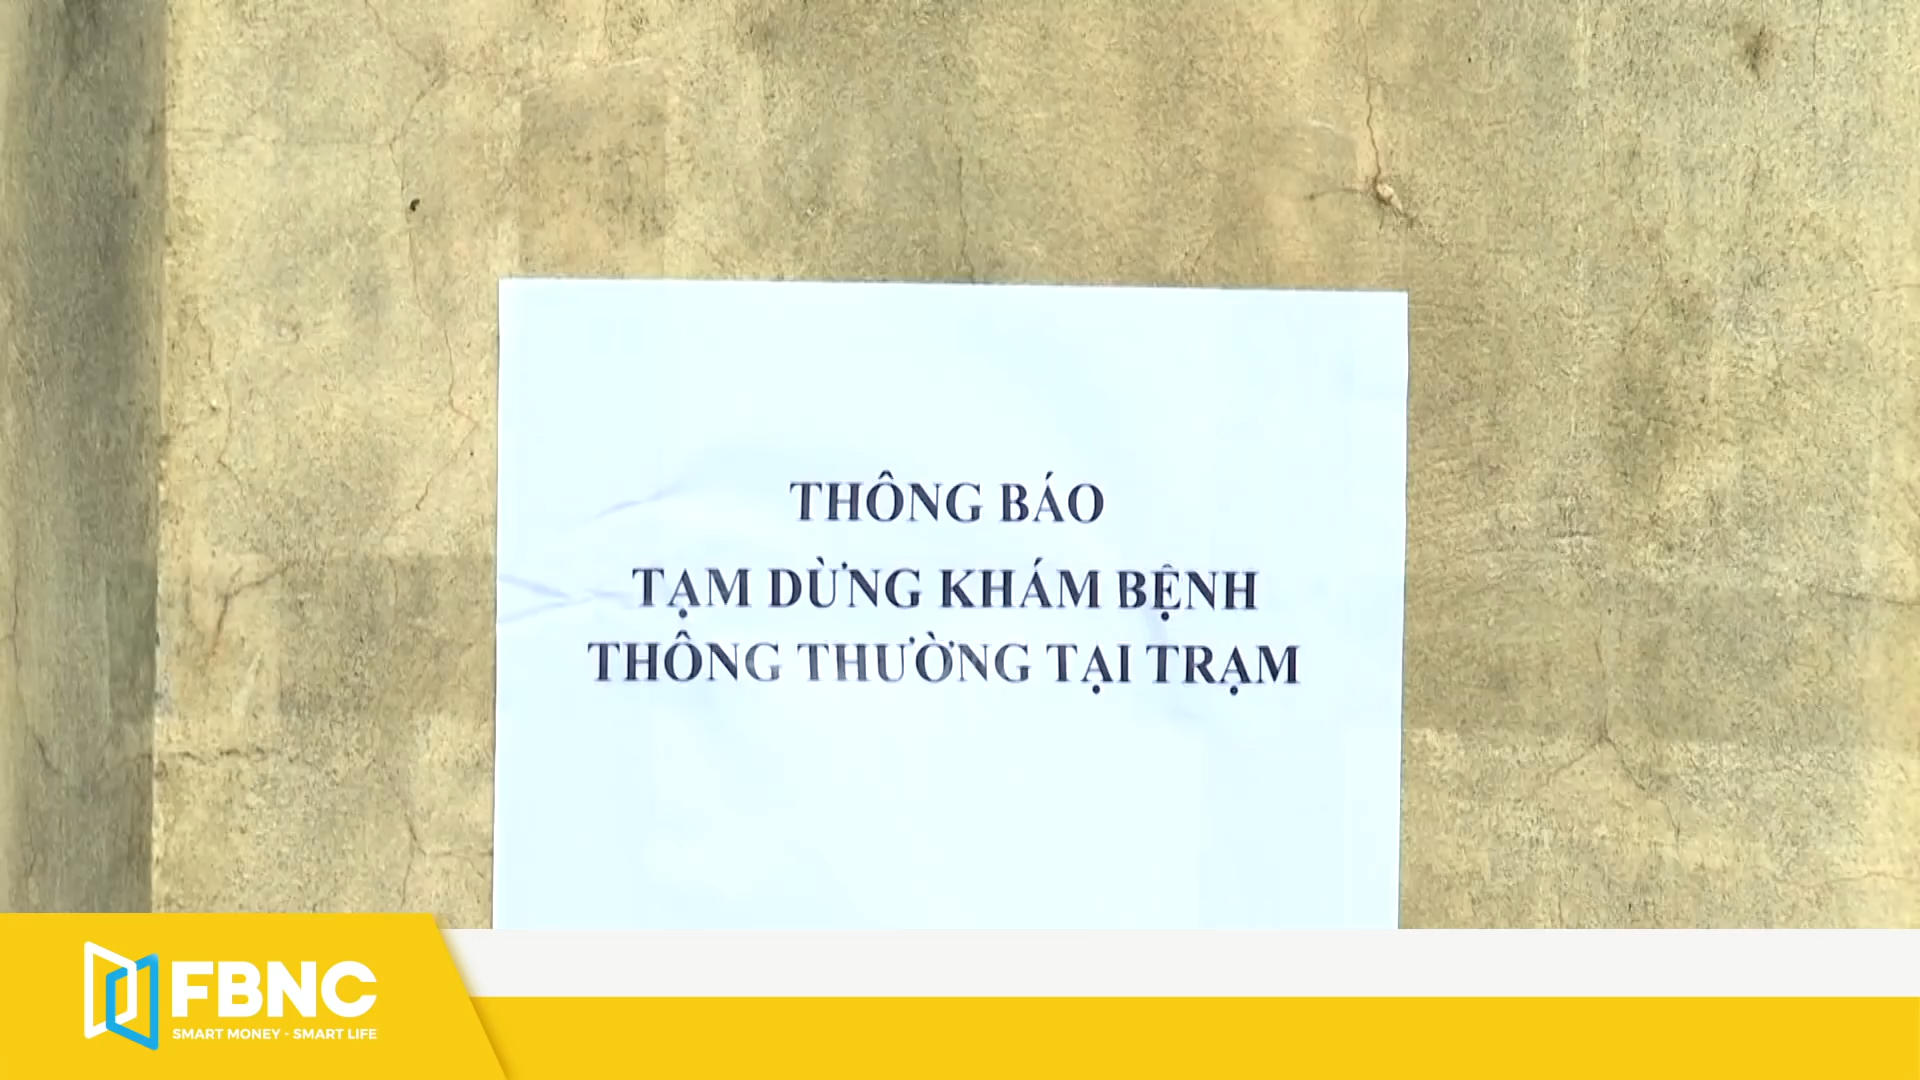 THÔNG BÁO
TẠM DỪNG KHÁM BỆNH
THÔNG THƯỜNG TẠI TRẠM
FBNC
SMART MONEY - SMART LIFE